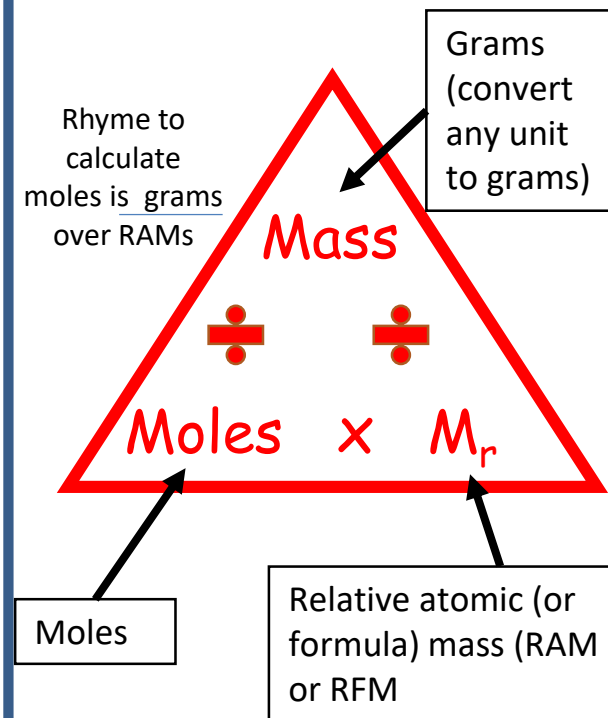 Grams
(convert
any unit
to grams)
Rhyme to
calculate
moles is grams
over RAMs
Mass
÷ ÷
Moles x Mr
Moles
Relative atomic (or
formula) mass (RAM
or RFM